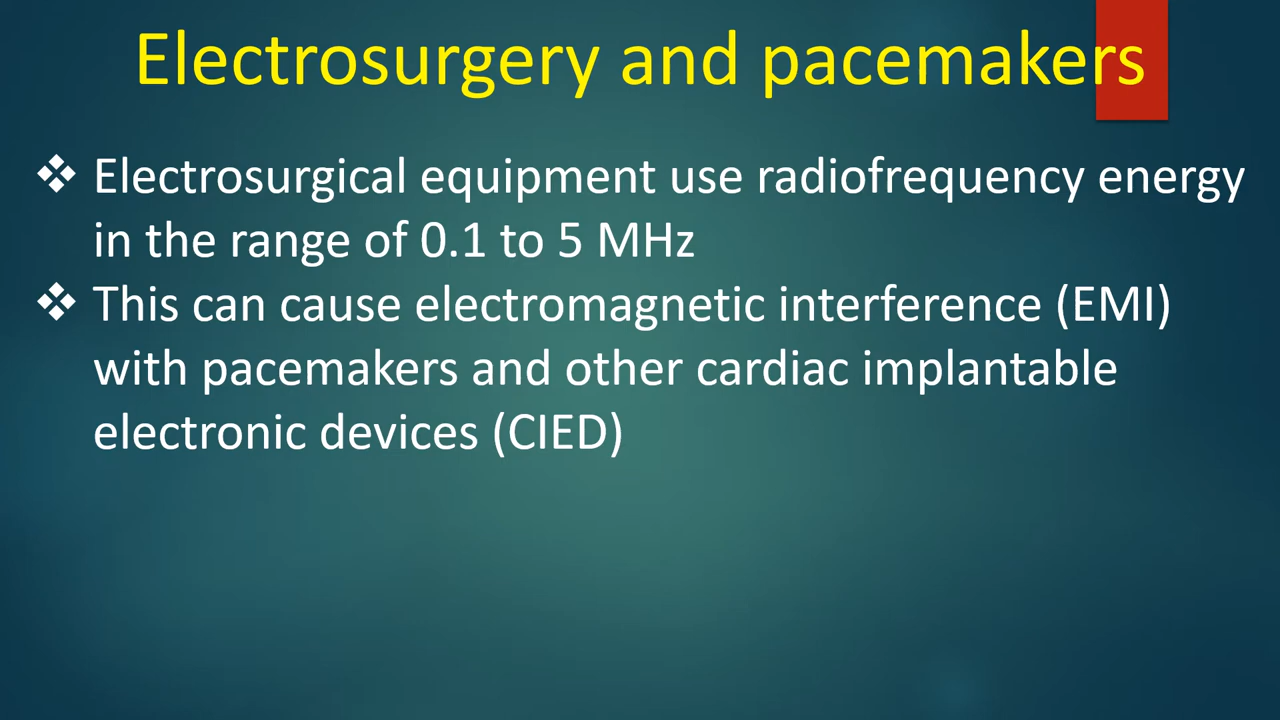 Electrosurgery and pacemakers
❖ Electrosurgical equipment use radiofrequency energy
in the range of 0.1 to 5 MHz
❖ This can cause electromagnetic interference (EMI)
with pacemakers and other cardiac implantable
electronic devices (CIED)